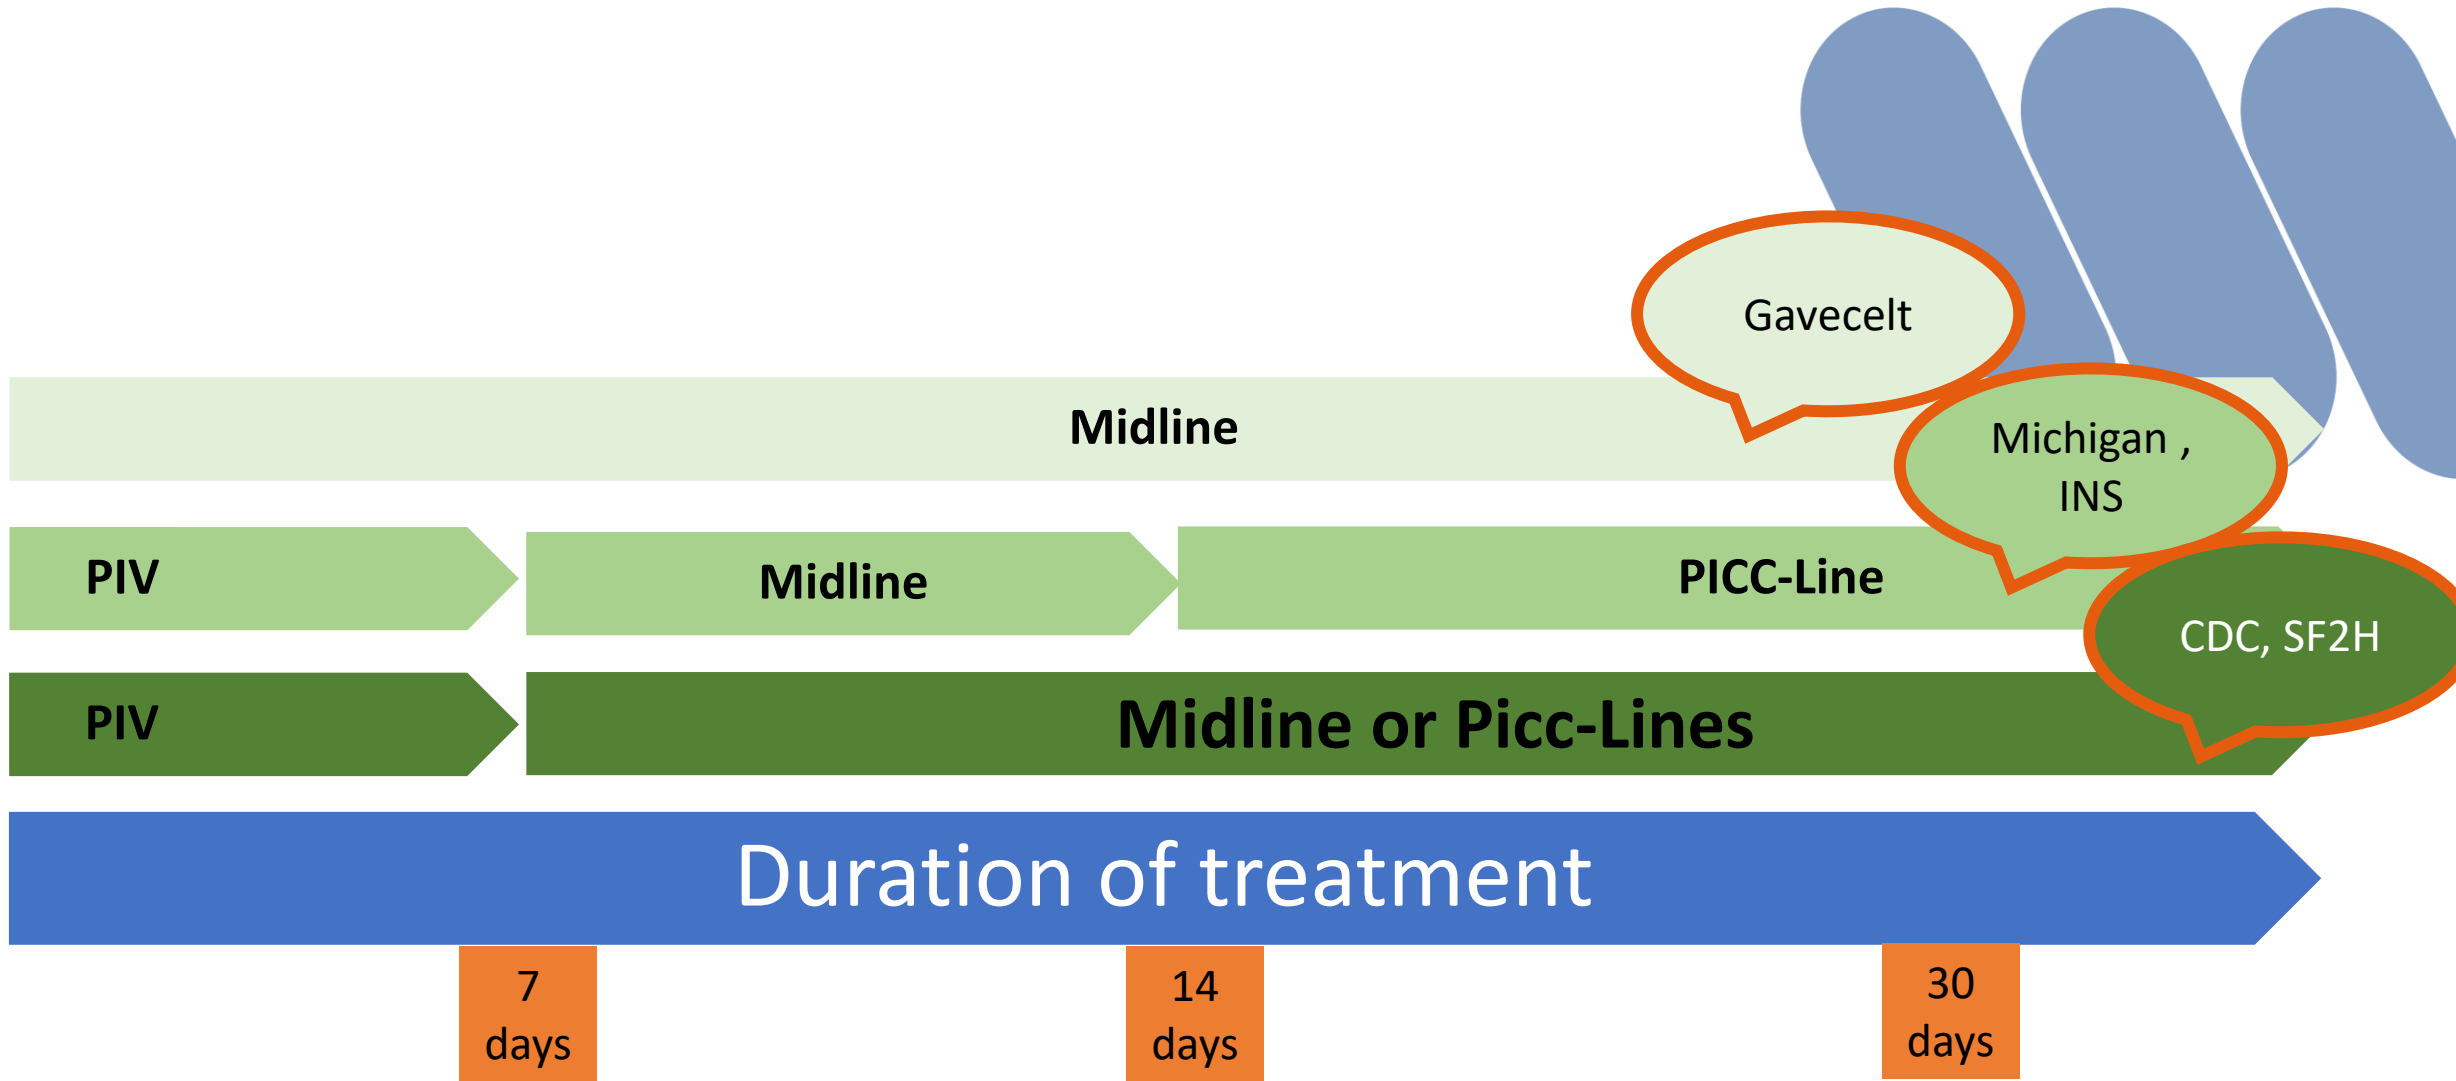 Gavecelt
Midline
Michigan ,
INS
PIV
Midline
PICC-Line
CDC, SF2H
PIV
Midline or Picc-Lines
Duration of treatment
7
days
14
days
30
days